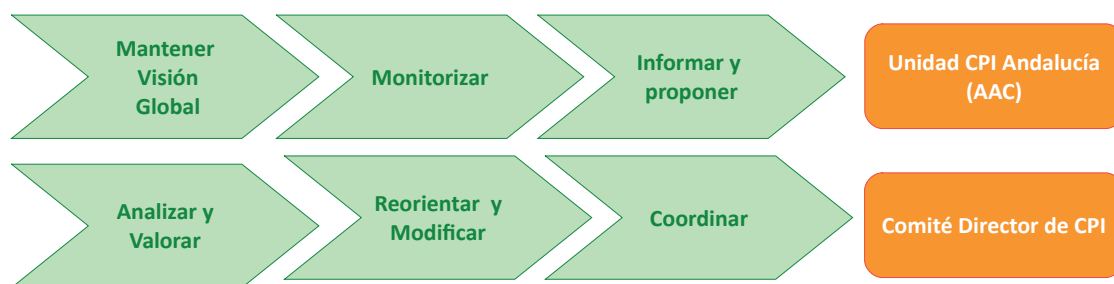 Mantener
Visión
Global
Monitorizar
Informar y
proponer
Unidad CPI Andalucía
(AAC)
Analizar y
Valorar
Reorientar y
Modificar
Coordinar
Comité Director de CPI